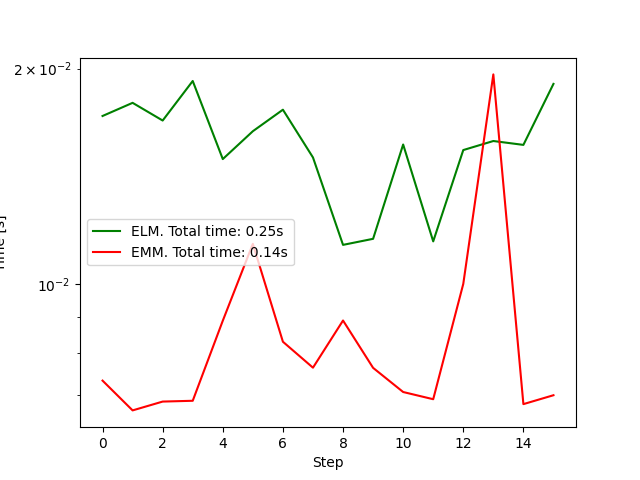 2 × 10⁻²
10⁻²
Time [s]
ELM. Total time: 0.25s
EMM. Total time: 0.14s
0 2 4 6 8 10 12 14
Step